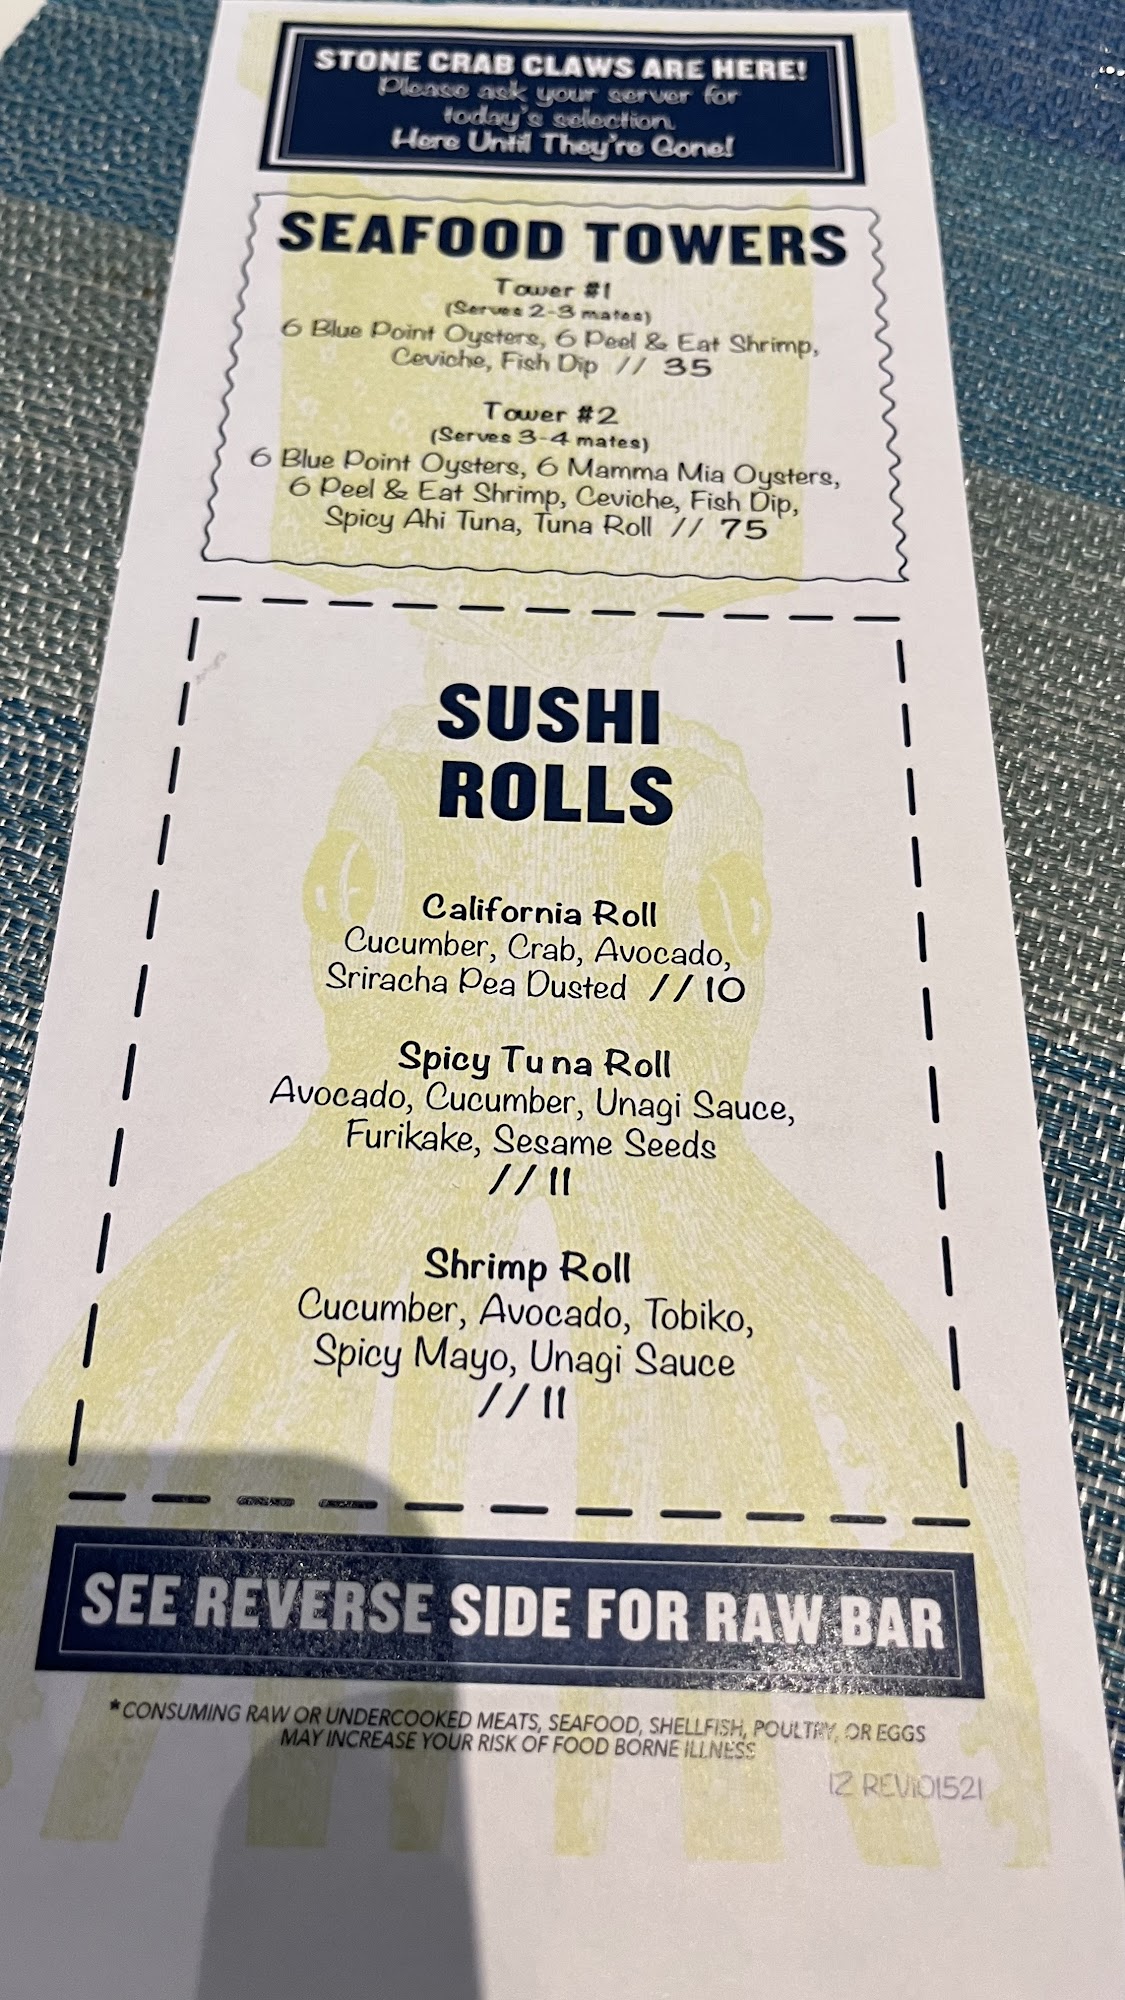 STONE CRAB CLAWS ARE HERE!
Please ask your server for
today's selection.
Here Until They're Gone!
SEAFOOD TOWERS
Tower #1
(Serves 2-3 mates)
6 Blue Point Oysters, 6 Peel & Eat Shrimp,
Ceviche, Fish Dip // 35
Tower #2
(Serves 3-4 mates)
6 Blue Point Oysters, 6 Mamma Mia Oysters,
6 Peel & Eat Shrimp, Ceviche, Fish Dip,
Spicy Ahi Tuna, Tuna Roll // 75
SUSHI
ROLLS
California Roll
Cucumber, Crab, Avocado,
Sriracha Pea Dusted // 10
Spicy Tuna Roll
Avocado, Cucumber, Unagi Sauce,
Furikake, Sesame Seeds
// 11
Shrimp Roll
Cucumber, Avocado, Tobiko,
Spicy Mayo, Unagi Sauce
// 11
SEE REVERSE SIDE FOR RAW BAR
*CONSUMING RAW OR UNDERCOOKED MEATS, SEAFOOD, SHELLFISH, POULTRY, OR EGGS
MAY INCREASE YOUR RISK OF FOOD BORNE ILLNESS
IZ REV101521